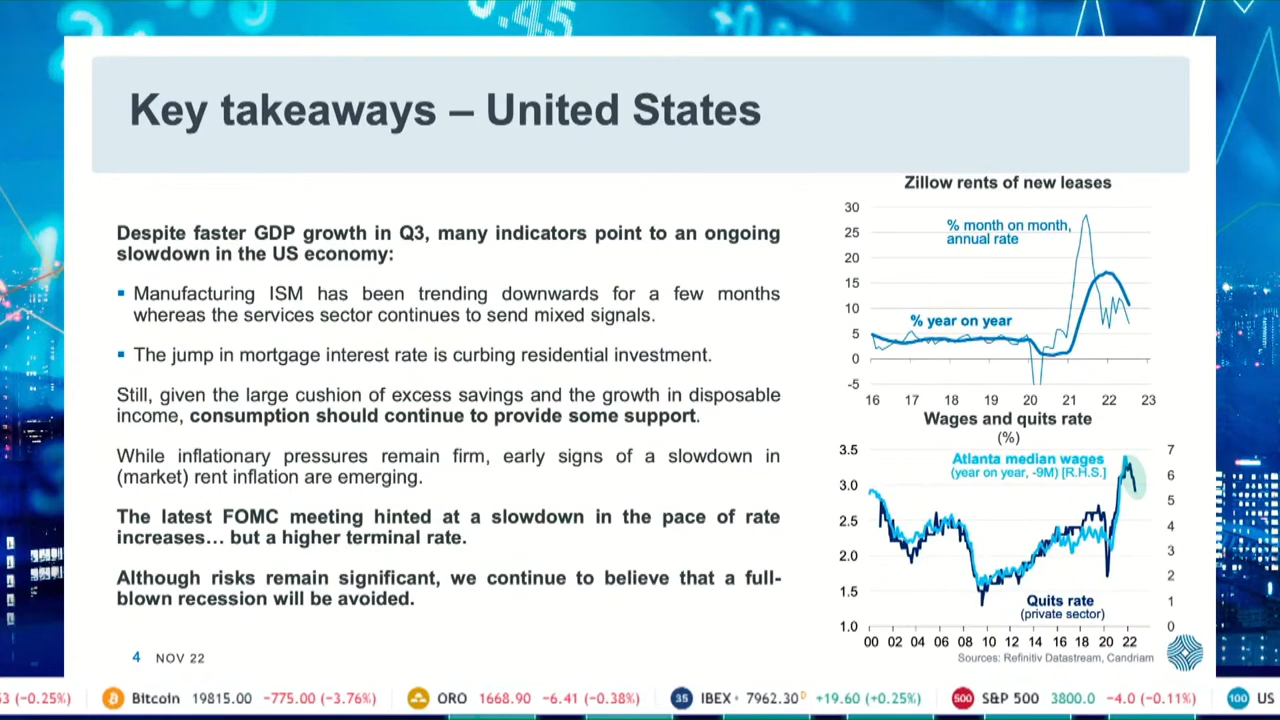 0.45
Key takeaways – United States
Despite faster GDP growth in Q3, many indicators point to an ongoing
slowdown in the US economy:
▪ Manufacturing ISM has been trending downwards for a few months
whereas the services sector continues to send mixed signals.
▪ The jump in mortgage interest rate is curbing residential investment.
Still, given the large cushion of excess savings and the growth in disposable
income, consumption should continue to provide some support.
While inflationary pressures remain firm, early signs of a slowdown in
(market) rent inflation are emerging.
The latest FOMC meeting hinted at a slowdown in the pace of rate
increases… but a higher terminal rate.
Although risks remain significant, we continue to believe that a full-
blown recession will be avoided.
4 NOV 22
Zillow rents of new leases
30
25
20
15
10
5
0
-5
% month on month,
annual rate
% year on year
16 17 18 19 20 21 22 23
Wages and quits rate
(%)
3.5
3.0
2.5
2.0
1.5
1.0
7
6
5
4
3
2
1
0
Atlanta median wages
(year on year, -9M) [R.H.S.]
Quits rate
(private sector)
00 02 04 06 08 10 12 14 16 18 20 22
Sources: Refinitiv Datastream, Candriam
(−0.25%) Bitcoin 19815.00 −775.00 (−3.76%) ORO 1668.90 −6.41 (−0.38%) 35 IBEX 7962.30 D +19.60 (+0.25%) 500 S&P 500 3800.0 −4.0 (−0.11%) 100 US